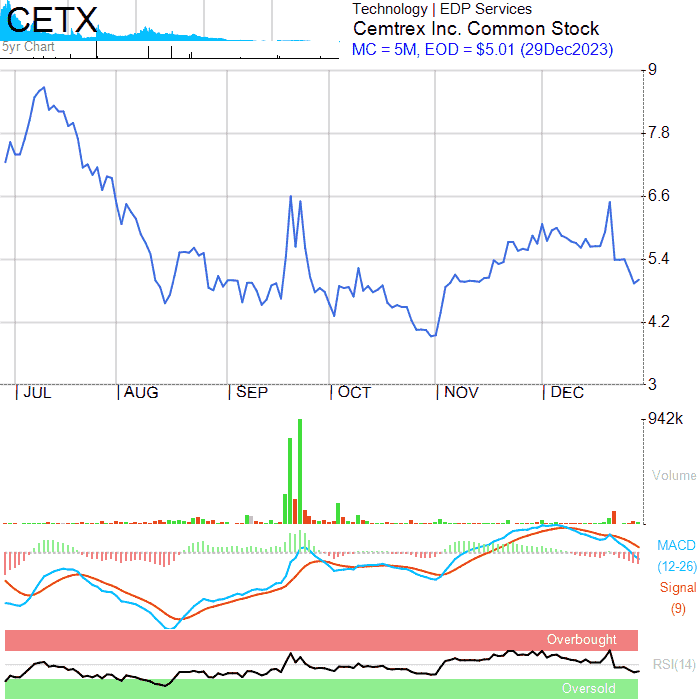 CETX
5yr Chart
Technology | EDP Services
Cemtrex Inc. Common Stock
MC = 5M, EOD = $5.01 (29Dec2023)
9
7.8
6.6
5.4
4.2
3
|JUL |AUG |SEP |OCT |NOV |DEC
942k
Volume
MACD
(12-26)
Signal
(9)
Overbought
RSI(14)
Oversold